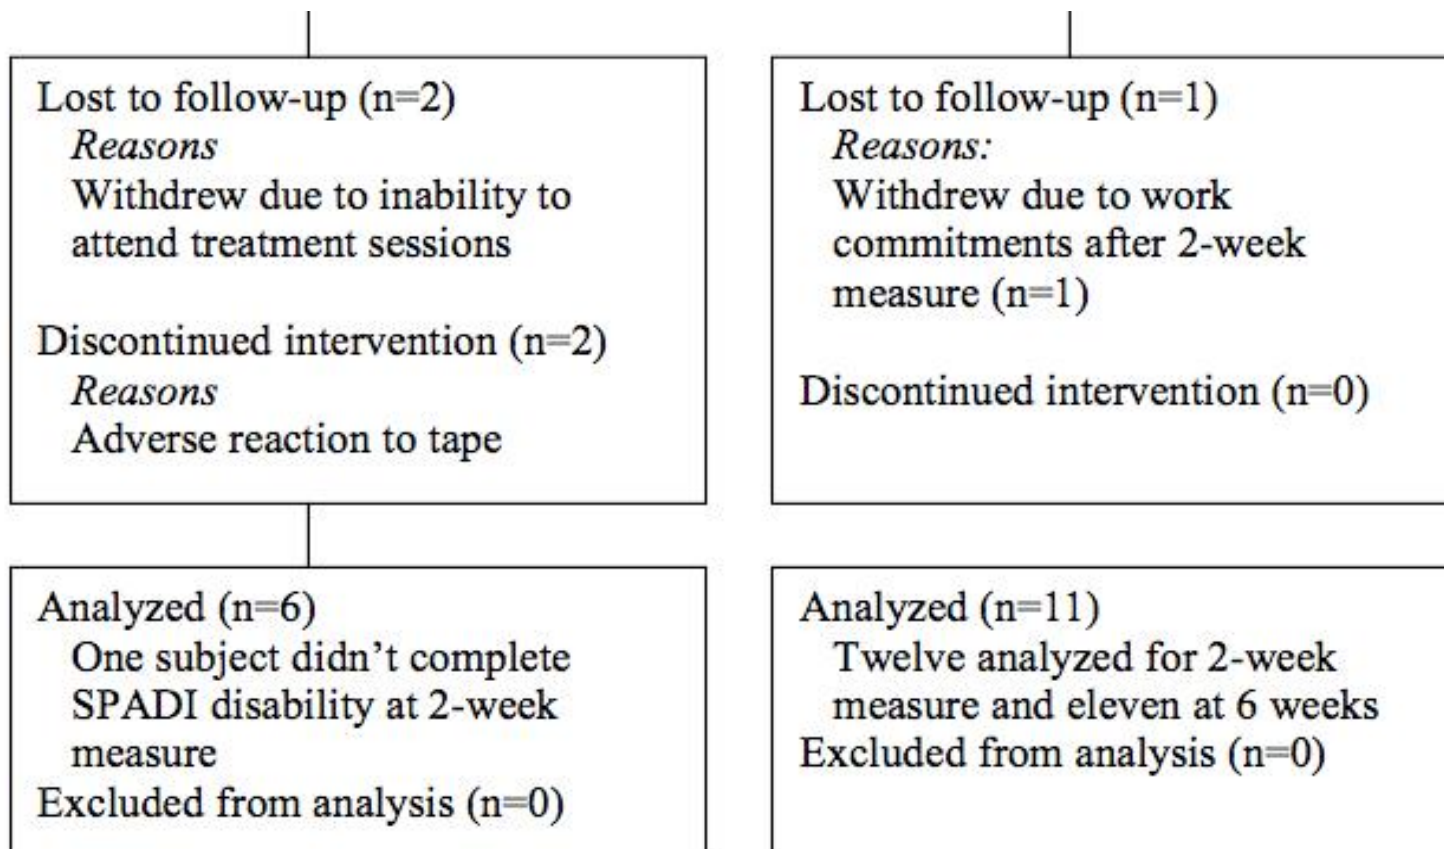 Lost to follow-up (n=2)
Reasons
Withdrew due to inability to
attend treatment sessions
Discontinued intervention (n=2)
Reasons
Adverse reaction to tape
Lost to follow-up (n=1)
Reasons:
Withdrew due to work
commitments after 2-week
measure (n=1)
Discontinued intervention (n=0)
Analyzed (n=6)
One subject didn’t complete
SPADI disability at 2-week
measure
Excluded from analysis (n=0)
Analyzed (n=11)
Twelve analyzed for 2-week
measure and eleven at 6 weeks
Excluded from analysis (n=0)